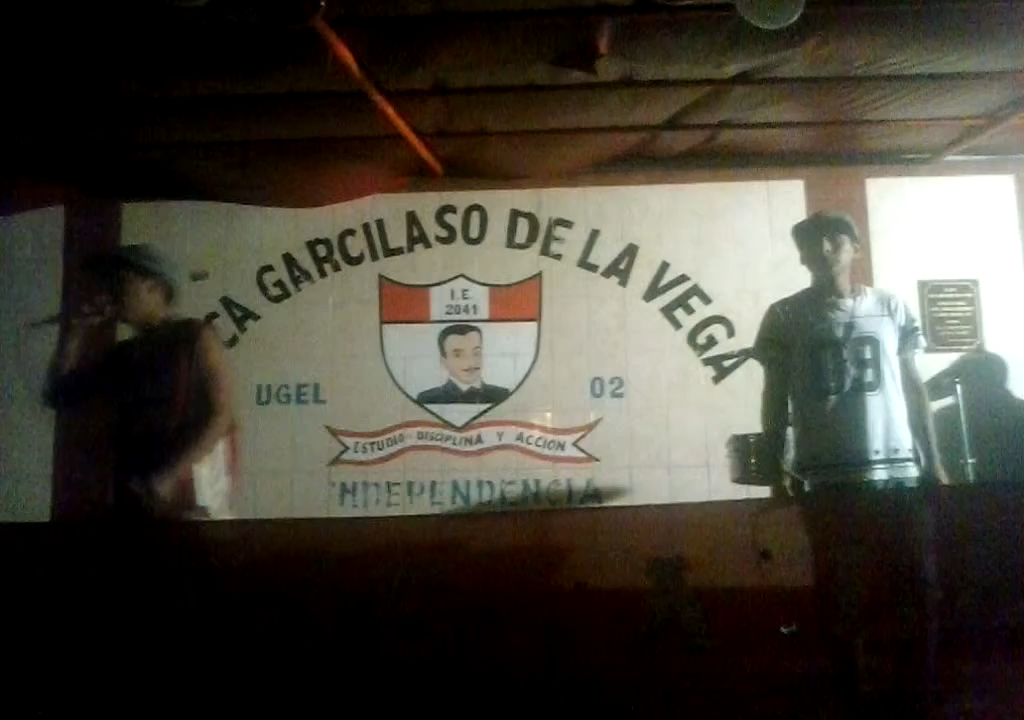 CA GARCILASO DE LA VEGA
I.E.
2041
UGEL 02
ESTUDIO DISCIPLINA Y ACCION
INDEPENDENCIA